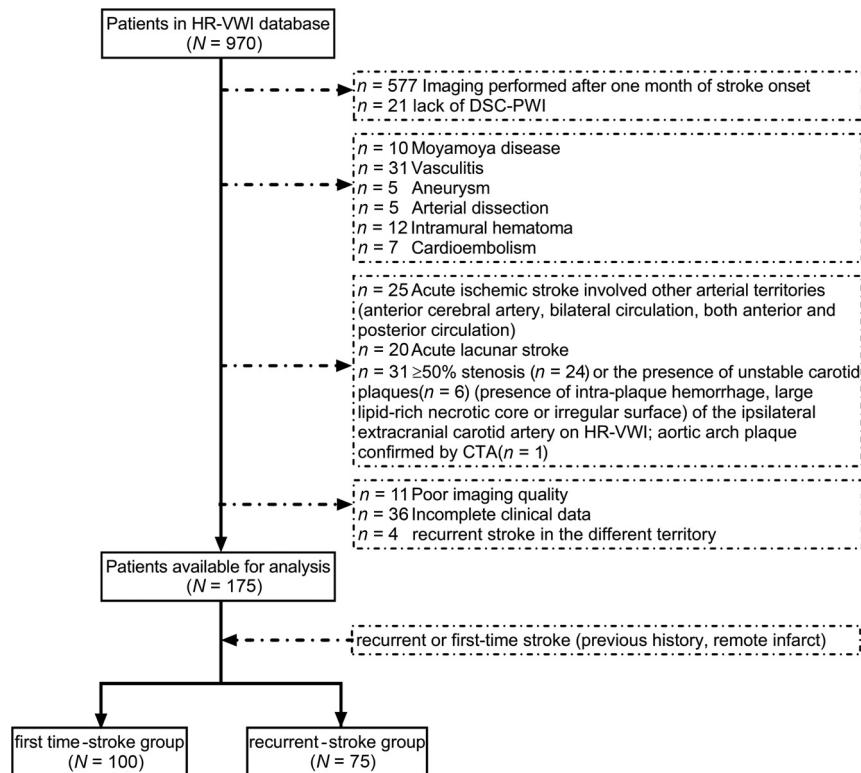 Patients in HR-VWI database
(N = 970)
n = 577 Imaging performed after one month of stroke onset
n = 21 lack of DSC-PWI
n = 10 Moyamoya disease
n = 31 Vasculitis
n = 5 Aneurysm
n = 5 Arterial dissection
n = 12 Intramural hematoma
n = 7 Cardioembolism
n = 25 Acute ischemic stroke involved other arterial territories
(anterior cerebral artery, bilateral circulation, both anterior and
posterior circulation)
n = 20 Acute lacunar stroke
n = 31 ≥50% stenosis (n = 24) or the presence of unstable carotid
plaques(n = 6) (presence of intra-plaque hemorrhage, large
lipid-rich necrotic core or irregular surface) of the ipsilateral
extracranial carotid artery on HR-VWI; aortic arch plaque
confirmed by CTA(n = 1)
n = 11 Poor imaging quality
n = 36 Incomplete clinical data
n = 4 recurrent stroke in the different territory
Patients available for analysis
(N = 175)
recurrent or first-time stroke (previous history, remote infarct)
first time-stroke group
(N = 100)
recurrent-stroke group
(N = 75)